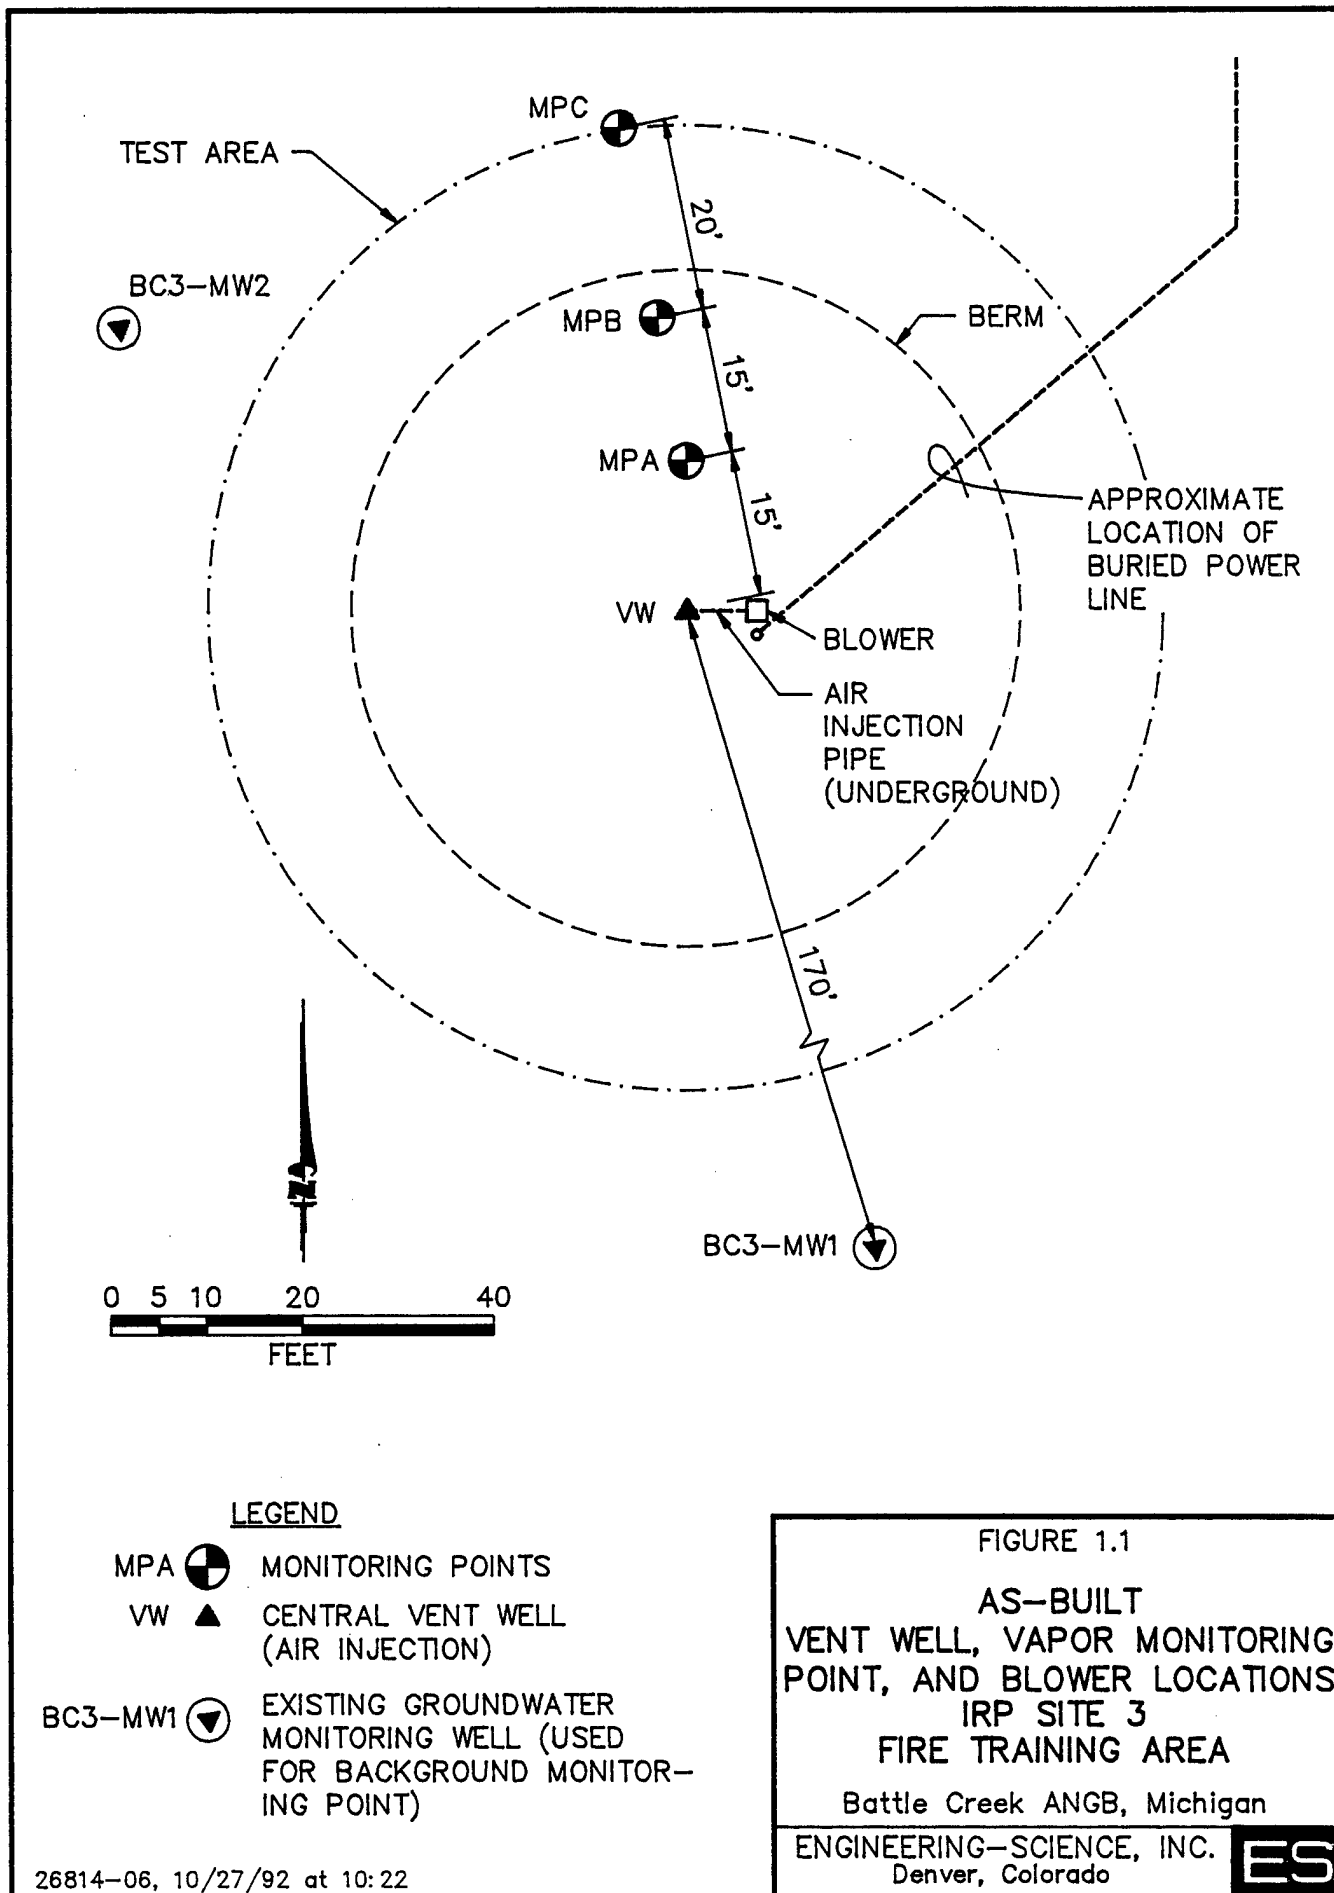 MPC
TEST AREA
20'
BC3-MW2
MPB
BERM
15'
MPA
15'
APPROXIMATE
LOCATION OF
BURIED POWER
LINE
VW
BLOWER
AIR
INJECTION
PIPE
(UNDERGROUND)
170'
N
BC3-MW1
0 5 10 20 40
FEET
LEGEND
MPA MONITORING POINTS
VW CENTRAL VENT WELL
(AIR INJECTION)
BC3-MW1 EXISTING GROUNDWATER
MONITORING WELL (USED
FOR BACKGROUND MONITOR-
ING POINT)
FIGURE 1.1
AS-BUILT
VENT WELL, VAPOR MONITORING
POINT, AND BLOWER LOCATIONS
IRP SITE 3
FIRE TRAINING AREA
Battle Creek ANGB, Michigan
ENGINEERING-SCIENCE, INC.
Denver, Colorado
ES
26814-06, 10/27/92 at 10:22